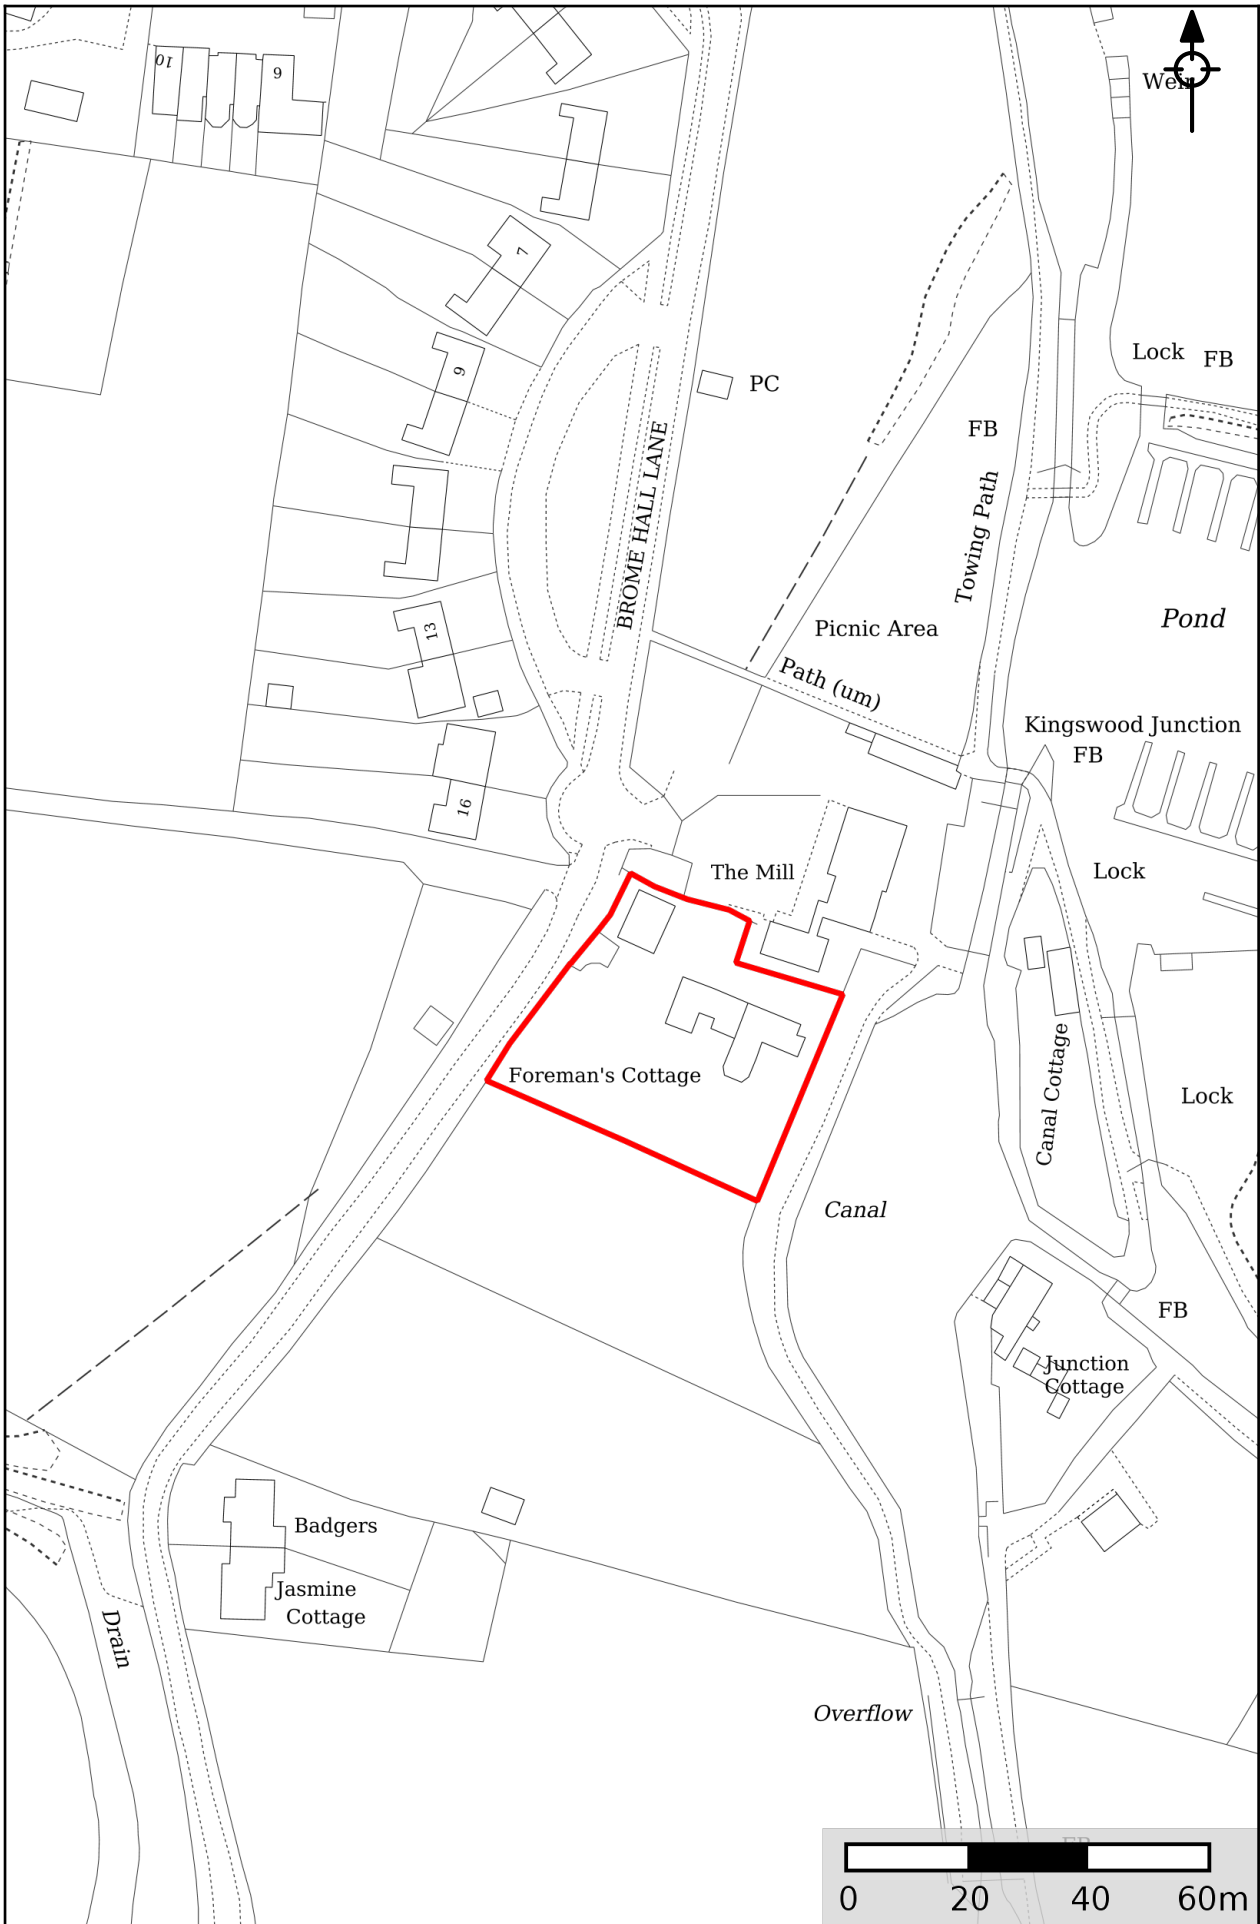 10
6
Weir
7
Lock FB
9
PC
FB
BROME HALL LANE
Towing Path
Pond
13
Picnic Area
Path (um)
Kingswood Junction
FB
16
The Mill
Lock
Foreman's Cottage
Canal Cottage
Lock
Canal
FB
Junction
Cottage
Badgers
Jasmine
Cottage
Drain
Overflow
FB
0 20 40 60m